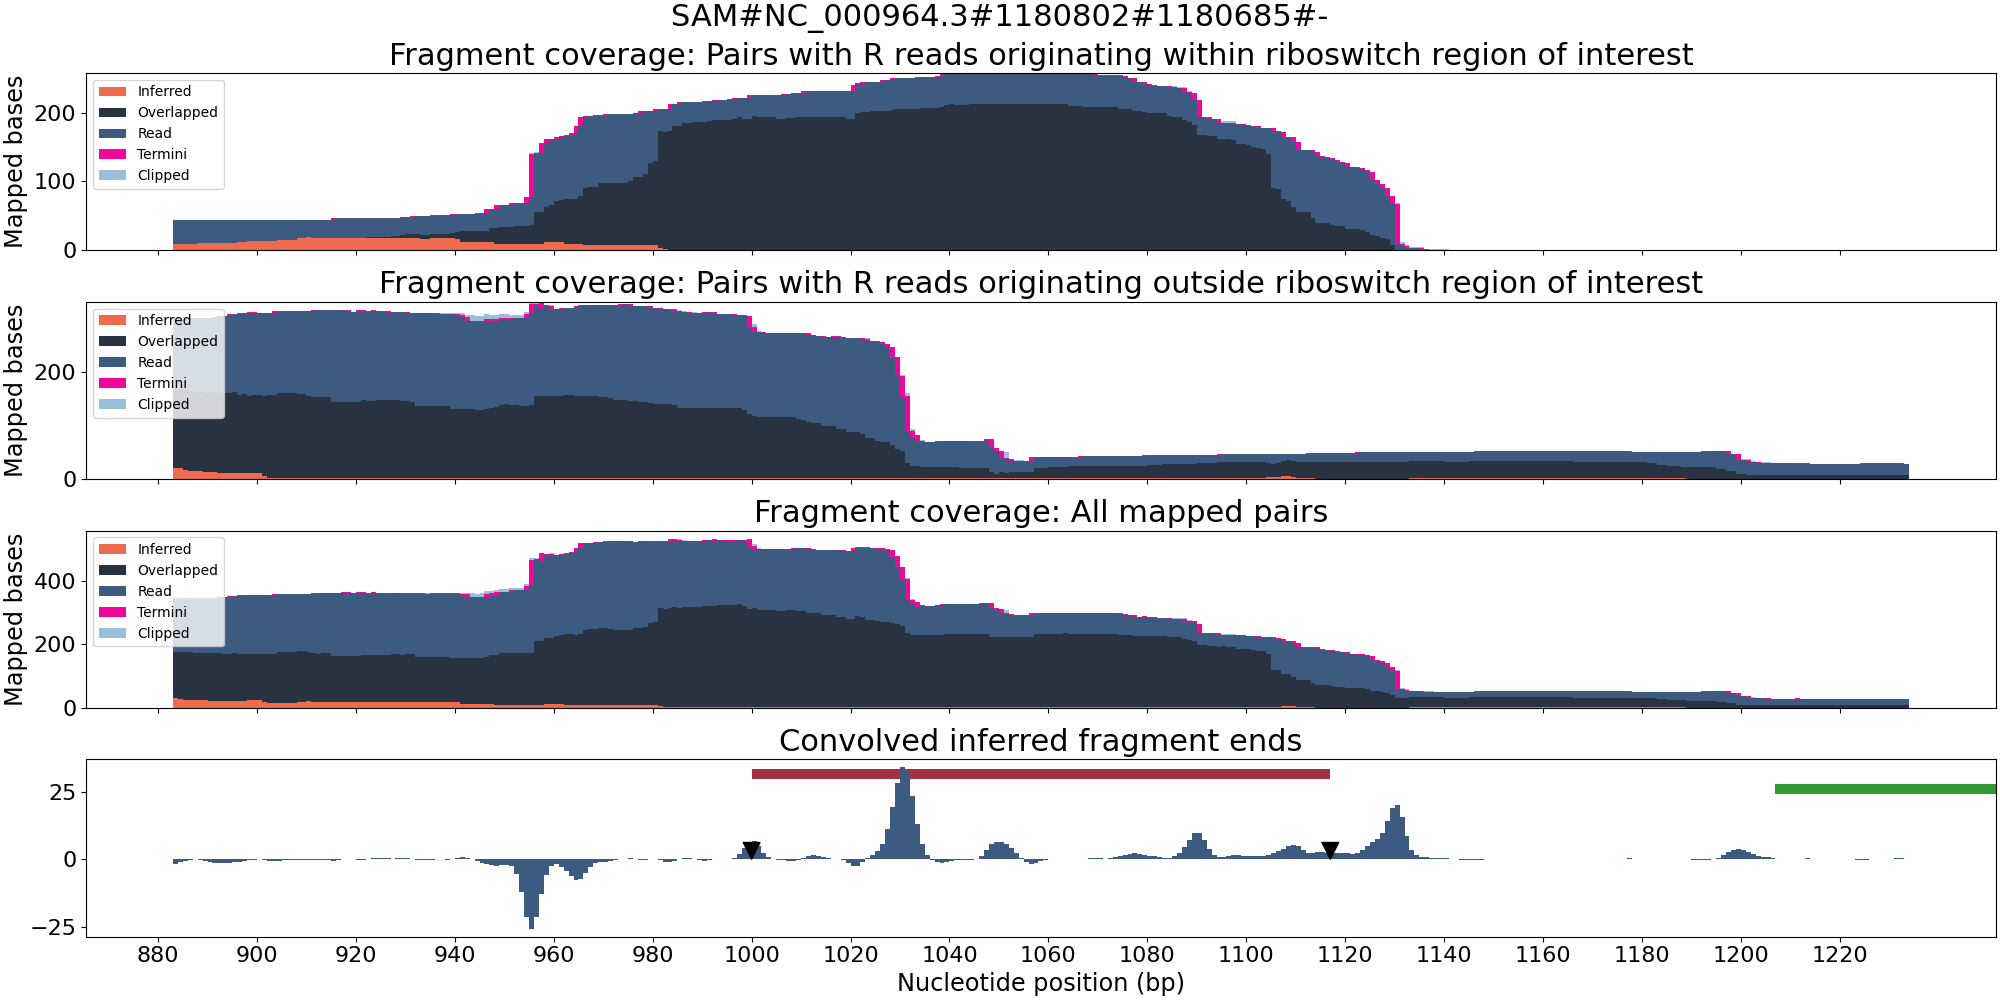 SAM#NC_000964.3#1180802#1180685#-
Fragment coverage: Pairs with R reads originating within riboswitch region of interest
Mapped bases
200
100
0
Inferred
Overlapped
Read
Termini
Clipped
Fragment coverage: Pairs with R reads originating outside riboswitch region of interest
Mapped bases
200
0
Inferred
Overlapped
Read
Termini
Clipped
Fragment coverage: All mapped pairs
Mapped bases
400
200
0
Inferred
Overlapped
Read
Termini
Clipped
Convolved inferred fragment ends
25
0
−25
880 900 920 940 960 980 1000 1020 1040 1060 1080 1100 1120 1140 1160 1180 1200 1220
Nucleotide position (bp)